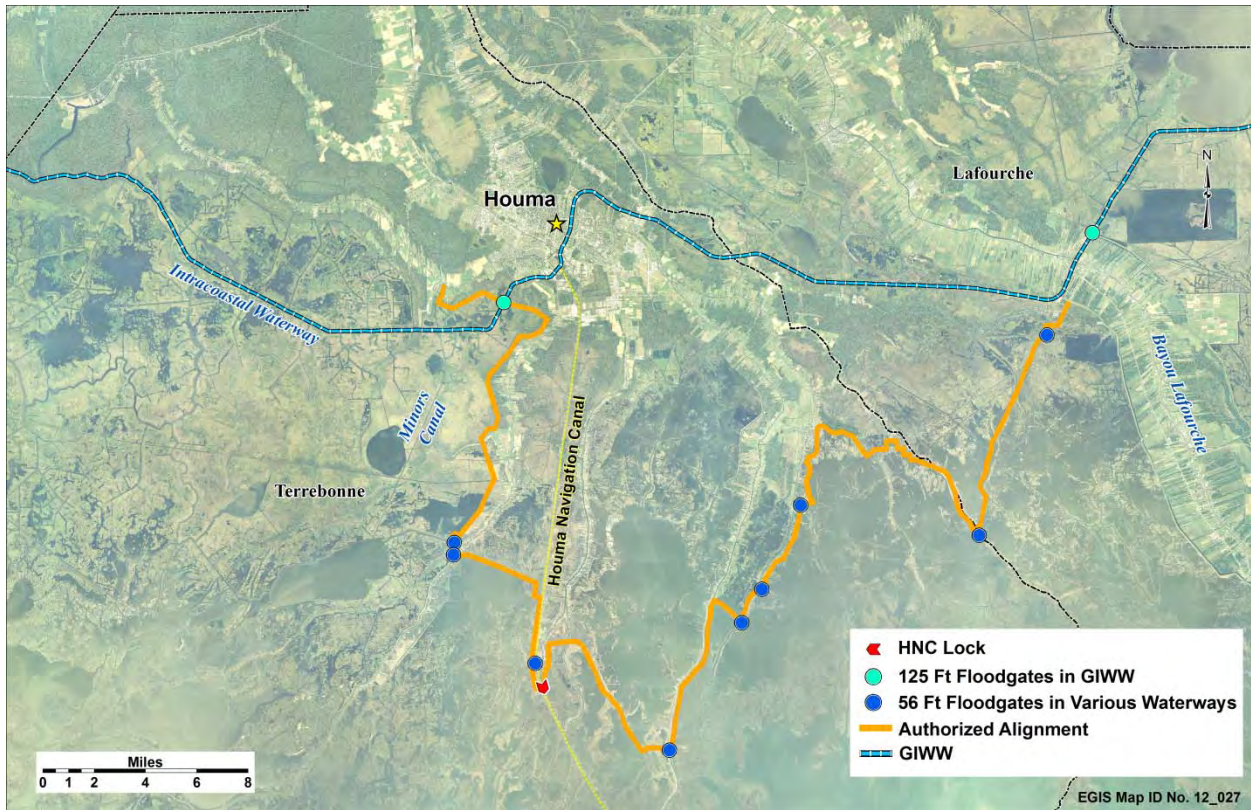 Lafourche
N
Houma
Intracoastal Waterway
Bayou Lafourche
Minors
Canal
Houma Navigation Canal
Terrebonne
HNC Lock
125 Ft Floodgates in GIWW
56 Ft Floodgates in Various Waterways
Authorized Alignment
GIWW
Miles
0 1 2 4 6 8
EGIS Map ID No. 12_027